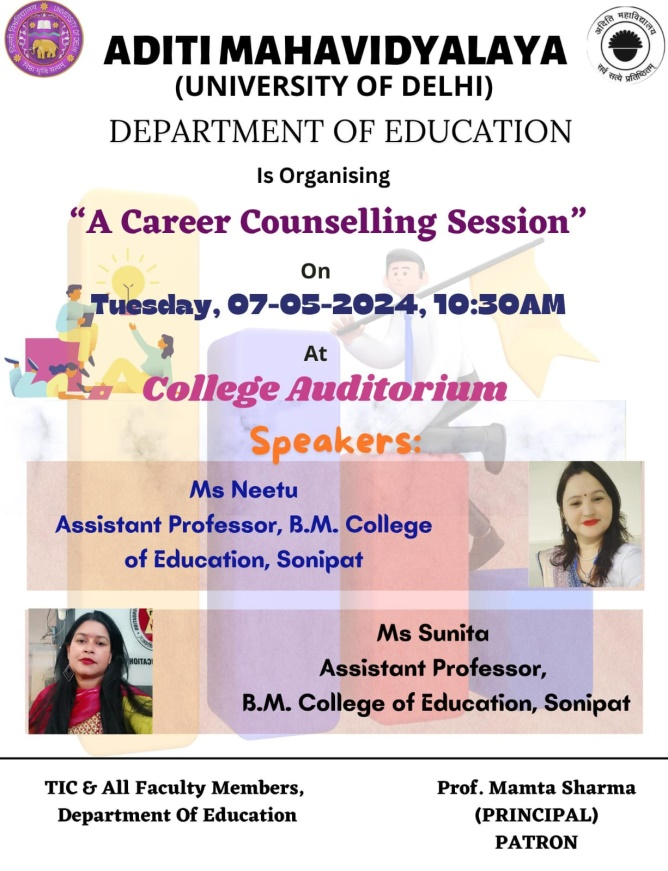 ADITI MAHAVIDYALAYA
(UNIVERSITY OF DELHI)
DEPARTMENT OF EDUCATION
Is Organising
“A Career Counselling Session”
On
Tuesday, 07-05-2024, 10:30AM
At
College Auditorium
Speakers:
Ms Neetu
Assistant Professor, B.M. College
of Education, Sonipat
Ms Sunita
Assistant Professor,
B.M. College of Education, Sonipat
TIC & All Faculty Members,
Department Of Education
Prof. Mamta Sharma
(PRINCIPAL)
PATRON
UNIVERSITY OF DELHI
अदिति महाविद्यालय
सर्वं सत्ये प्रतिष्ठितम्